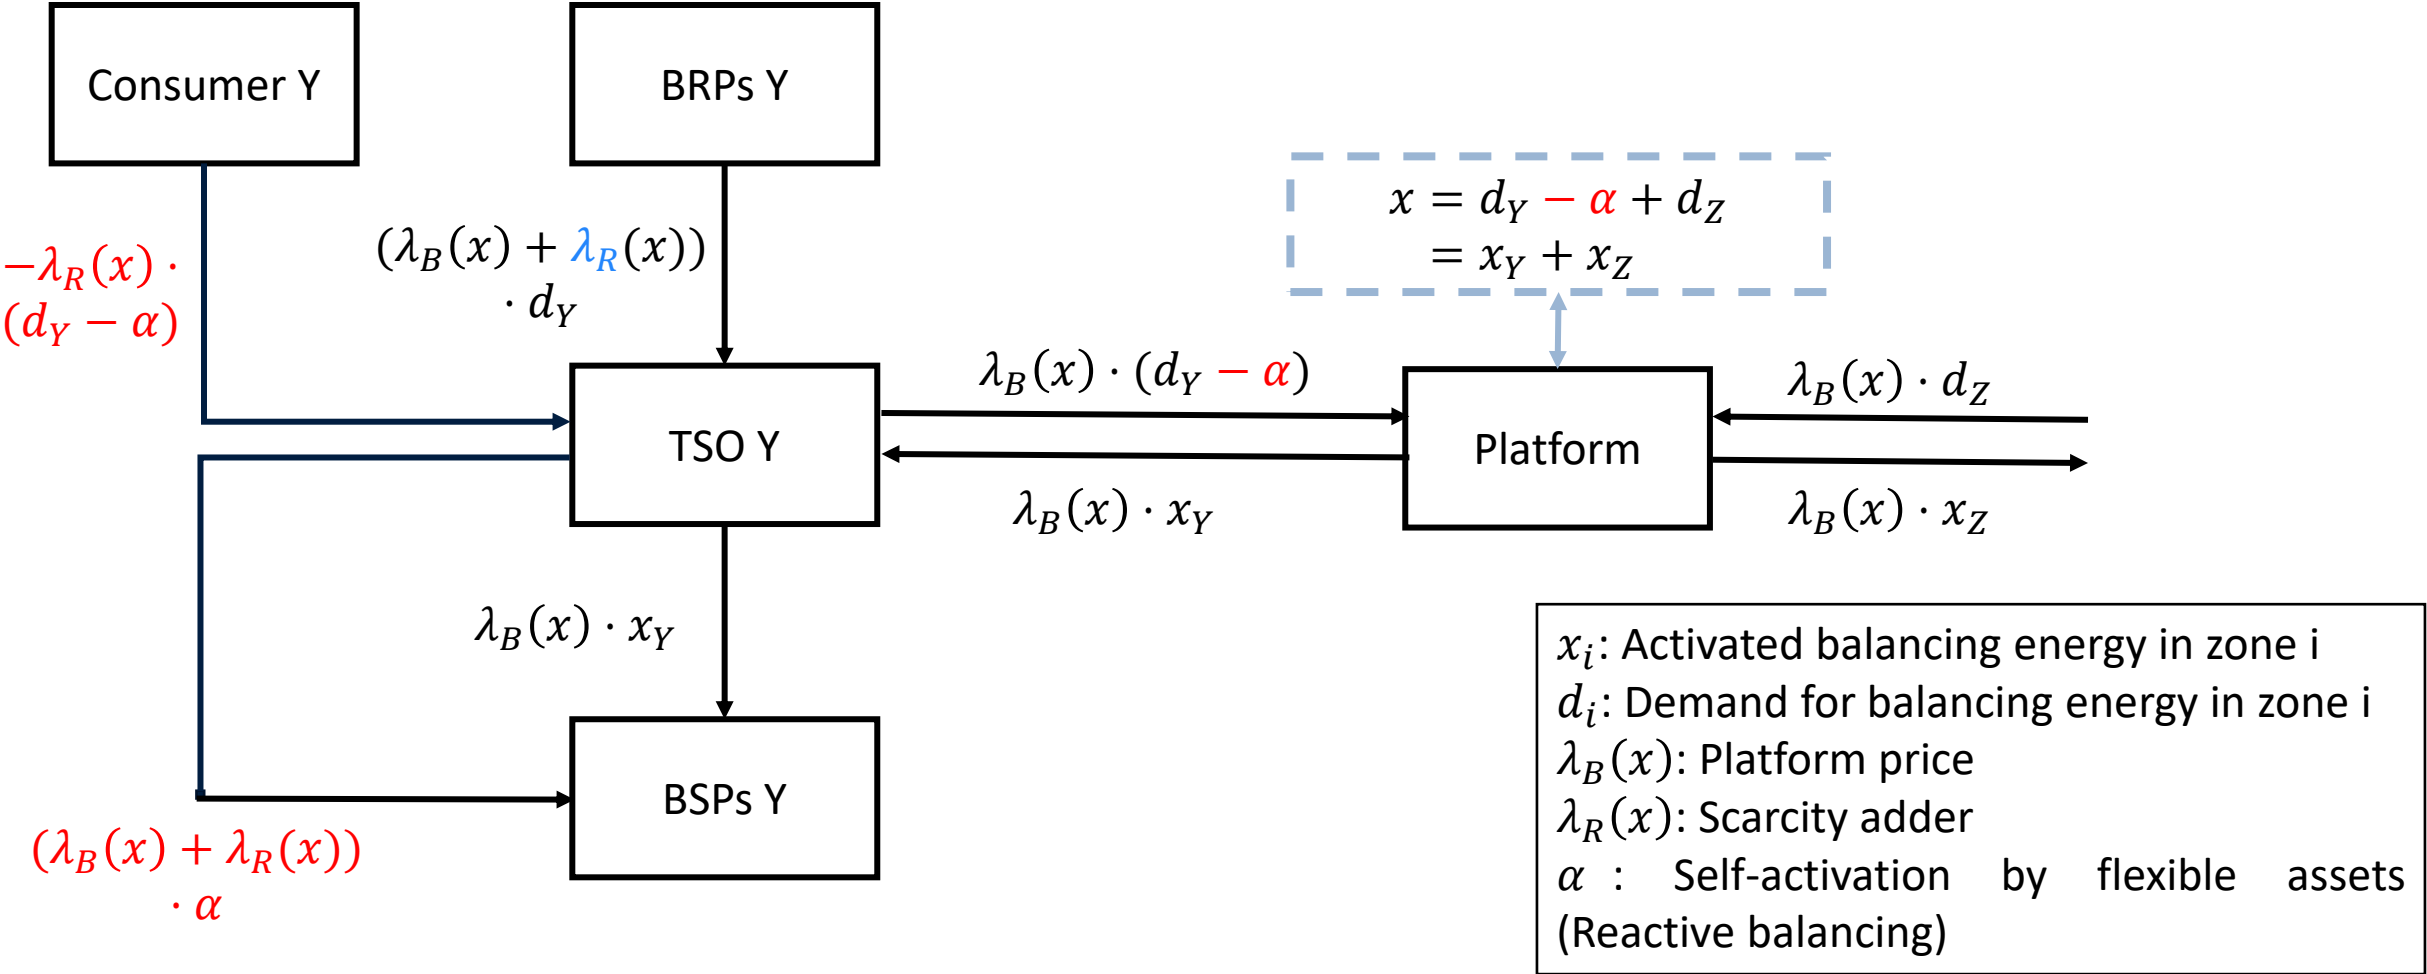 Consumer Y
BRPs Y
x = d_Y − α + d_Z
= x_Y + x_Z
−λ_R(x) ·
(d_Y − α)
(λ_B(x) + λ_R(x))
· d_Y
λ_B(x) · (d_Y − α)
λ_B(x) · d_Z
TSO Y
Platform
λ_B(x) · x_Y
λ_B(x) · x_Z
λ_B(x) · x_Y
BSPs Y
(λ_B(x) + λ_R(x))
· α
x_i: Activated balancing energy in zone i
d_i: Demand for balancing energy in zone i
λ_B(x): Platform price
λ_R(x): Scarcity adder
α : Self-activation by flexible assets
(Reactive balancing)